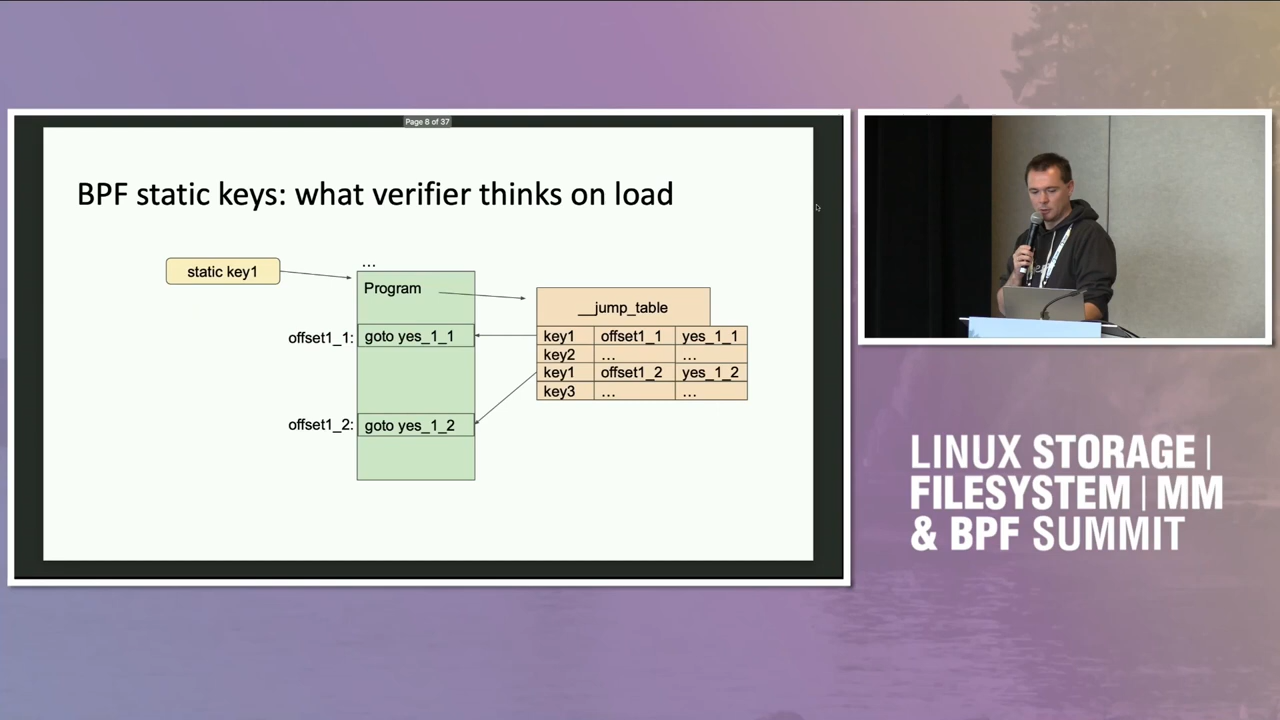 Page 8 of 37
BPF static keys: what verifier thinks on load
static key1
...
Program
__jump_table
offset1_1:
goto yes_1_1
key1 offset1_1 yes_1_1
key2 ... ...
key1 offset1_2 yes_1_2
key3 ... ...
offset1_2:
goto yes_1_2
LINUX STORAGE |
FILESYSTEM | MM
& BPF SUMMIT